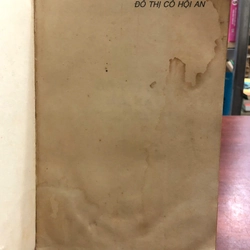 ĐÔ THỊ CỔ HỘI AN